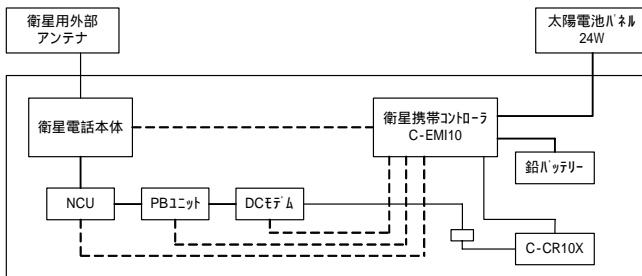 衛星用外部
アンテナ
太陽電池ﾊﾟﾈﾙ
24W
衛星電話本体
衛星携帯ｺﾝﾄﾛｰﾗ
C-EMI10
鉛ﾊﾞｯﾃﾘｰ
NCU
PBﾕﾆｯﾄ
DCﾓﾃﾞﾑ
C-CR10X